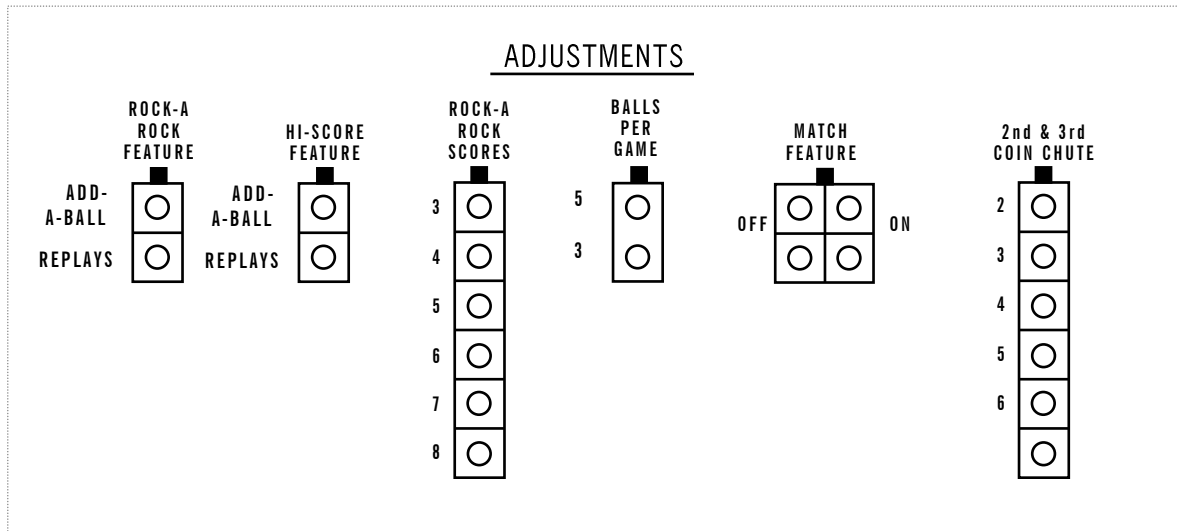 ADJUSTMENTS
ROCK-A
ROCK
FEATURE
ADD-
A-BALL
REPLAYS
HI-SCORE
FEATURE
ADD-
A-BALL
REPLAYS
ROCK-A
ROCK
SCORES
3
4
5
6
7
8
BALLS
PER
GAME
5
3
MATCH
FEATURE
OFF
ON
2nd & 3rd
COIN CHUTE
2
3
4
5
6